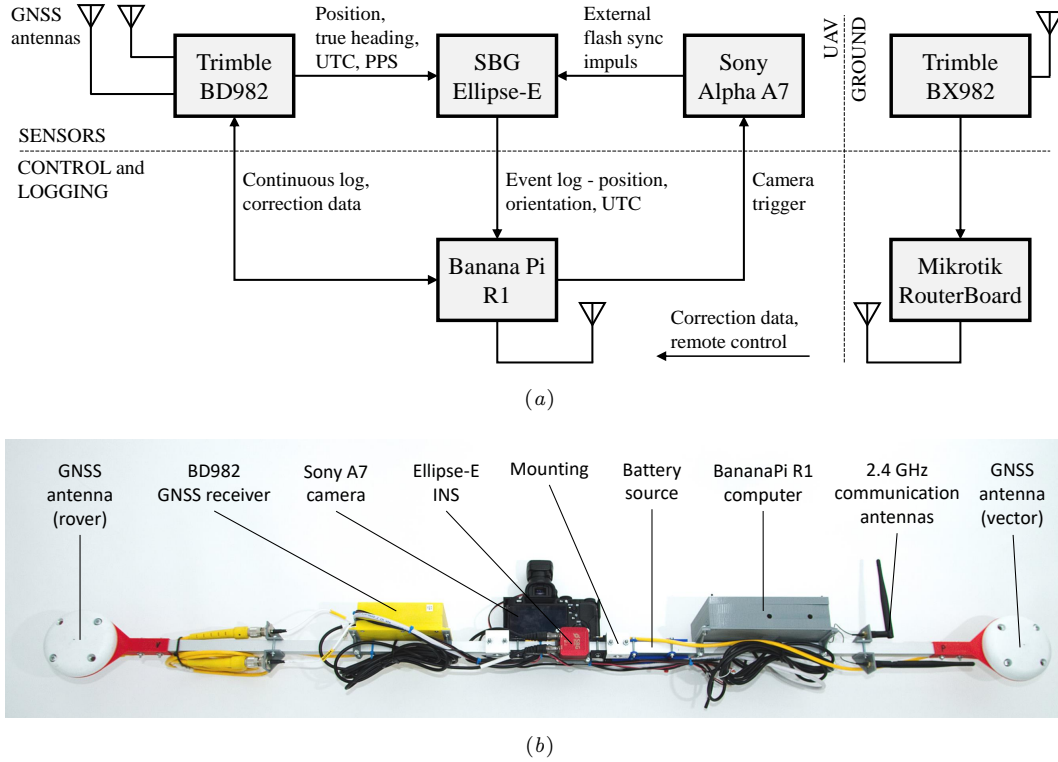 GNSS
antennas
Trimble
BD982
Position,
true heading,
UTC, PPS
SBG
Ellipse-E
External
flash sync
impuls
Sony
Alpha A7
UAV
GROUND
Trimble
BX982
SENSORS
CONTROL and
LOGGING
Continuous log,
correction data
Event log - position,
orientation, UTC
Camera
trigger
Banana Pi
R1
Mikrotik
RouterBoard
Correction data,
remote control
(a)
GNSS
antenna
(rover)
BD982
GNSS receiver
Sony A7
camera
Ellipse-E
INS
Mounting
Battery
source
BananaPi R1
computer
2.4 GHz
communication
antennas
GNSS
antenna
(vector)
(b)